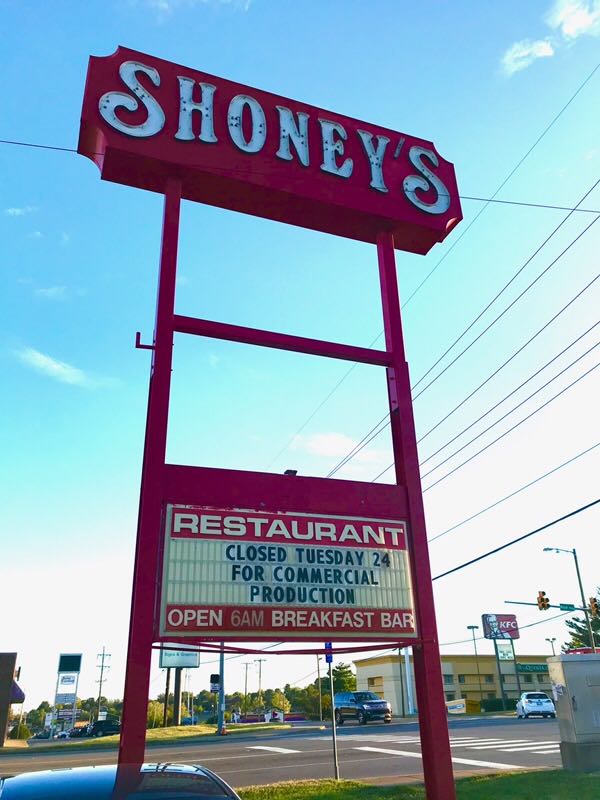 SHONEY'S
RESTAURANT
CLOSED TUESDAY 24
FOR COMMERCIAL
PRODUCTION
OPEN 6AM BREAKFAST BAR
KFC